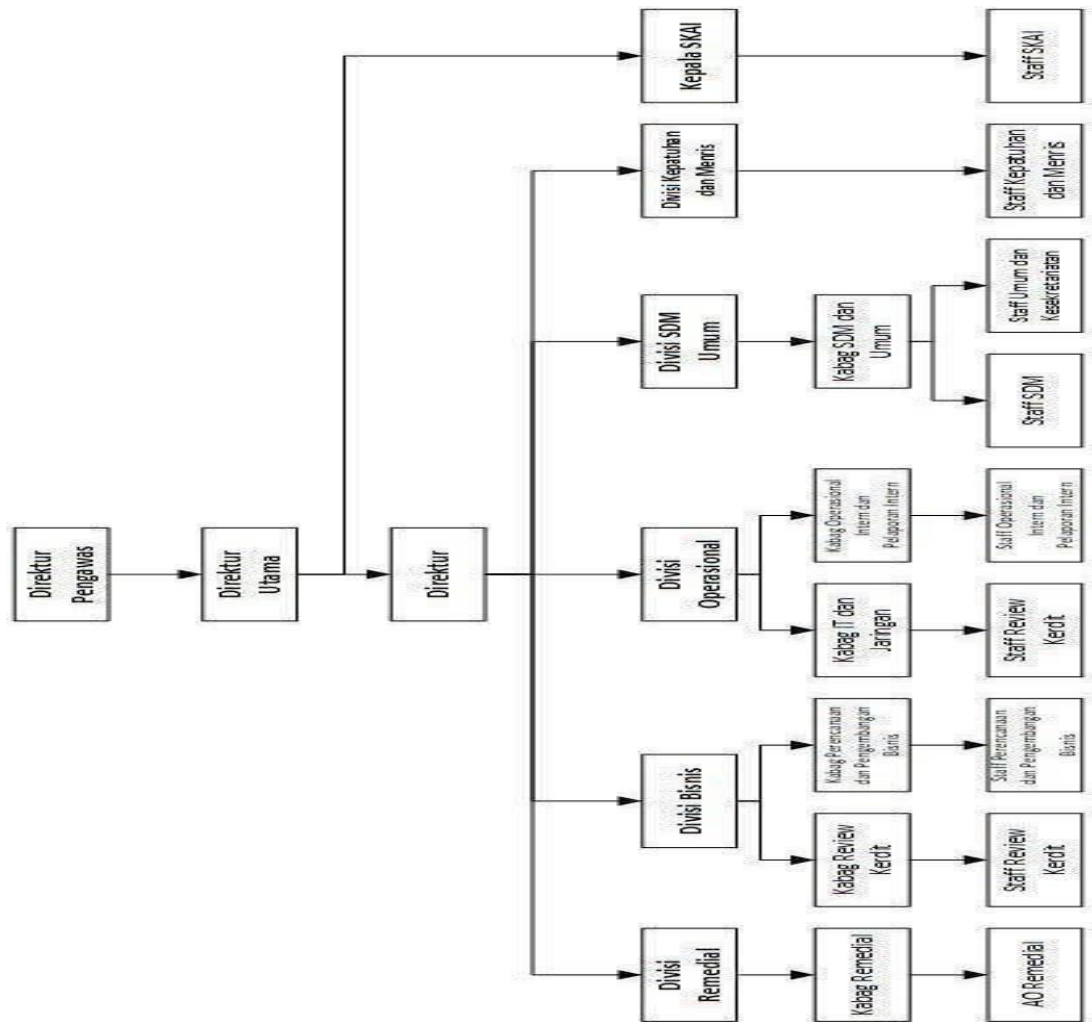 Direktur
Pengawas
Direktur
Utama
Direktur
Divisi
Remedial
Divisi Bisnis
Divisi
Operasional
Divisi SDM
Umum
Divisi Kepatuhan
dan Menris
Kepala SKAI
Kabag Remedial
Kabag Review
Kerdit
Kabag Perencanaan
dan Pengembungan
Bisnis
Kabag IT dan
Jaringan
Kabag Operasional
Intern dan
Pelaporan Intern
Kabag SDM dan
Umum
AO Remedial
Staff Review
Kerdit
Staff Perencanaan
dan Pengembungan
Bisnis
Staff Review
Kerdit
Staff Operasional
Intern dan
Pelaporan Intern
Staff SDM
Staff Umum dan
Kesekretariatan
Staff Kepatuhan
dan Menris
Staff SKAI